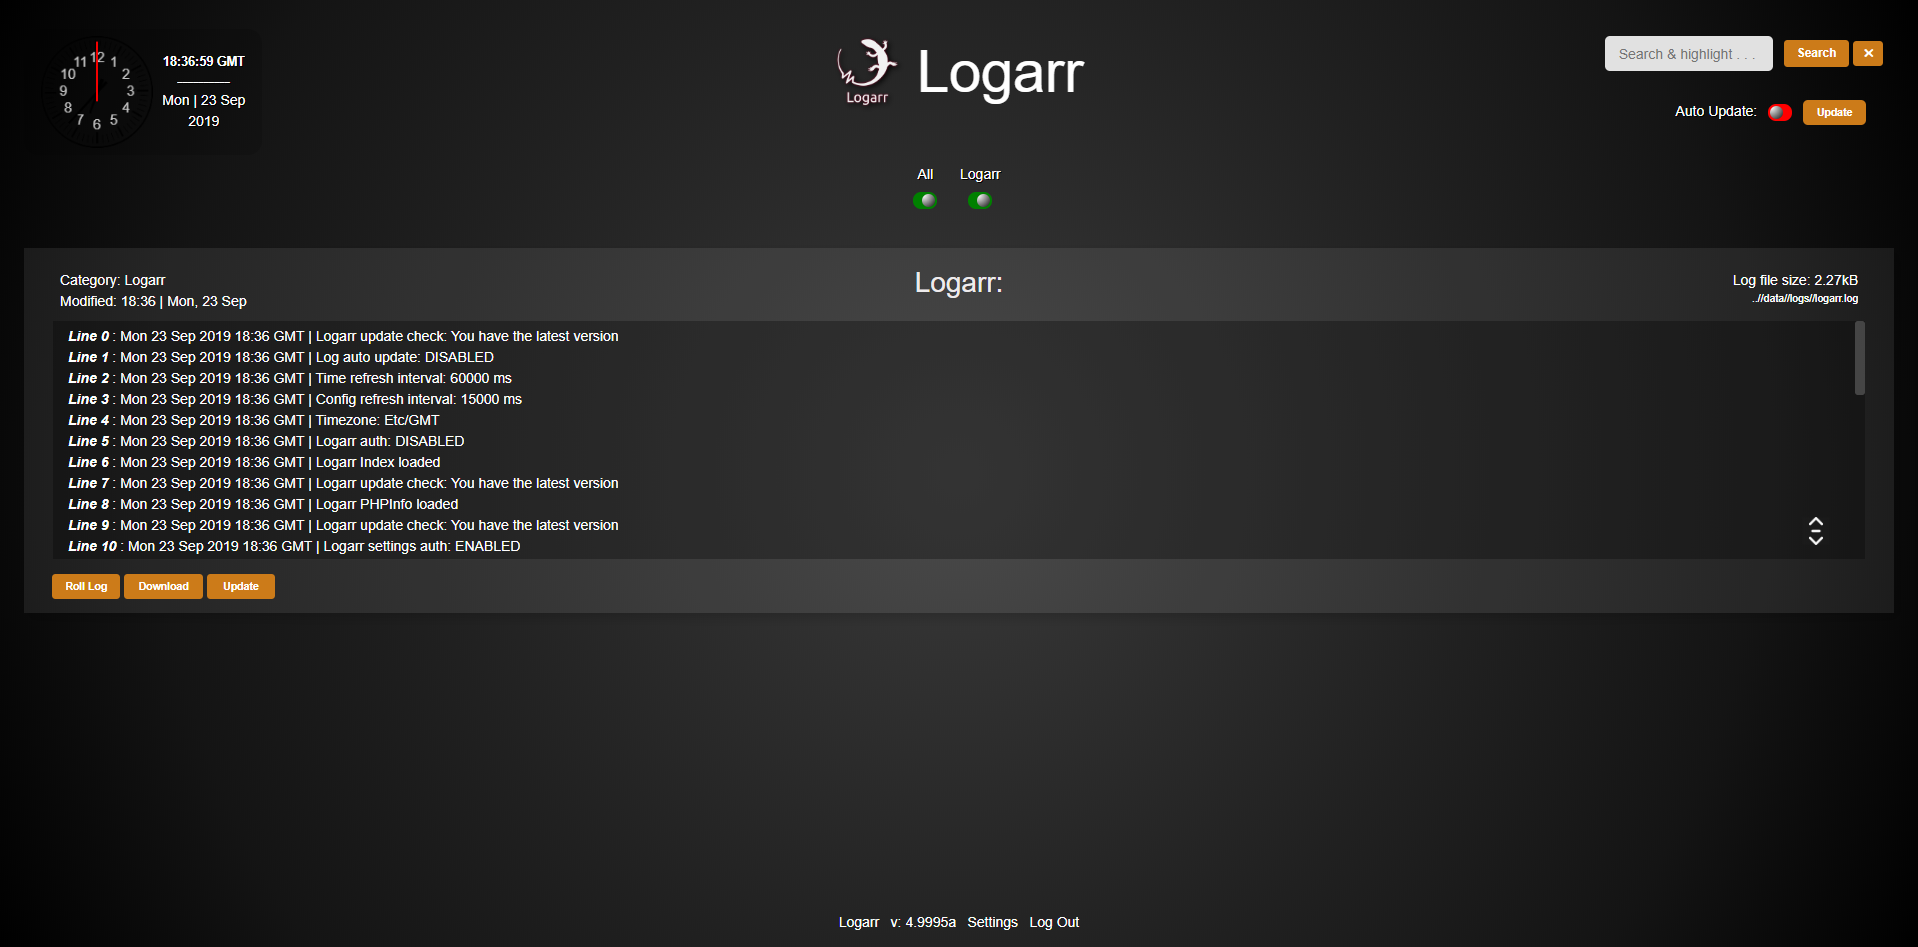 12
11
1
10
2
9
3
8
4
7
5
6
18:36:59 GMT
Mon | 23 Sep
2019
Logarr
Logarr
Search & highlight . . .
Search
×
Auto Update:
Update
All
Logarr
Category: Logarr
Modified: 18:36 | Mon, 23 Sep
Logarr:
Log file size: 2.27kB
..//data//logs//logarr.log
Line 0 : Mon 23 Sep 2019 18:36 GMT | Logarr update check: You have the latest version
Line 1 : Mon 23 Sep 2019 18:36 GMT | Log auto update: DISABLED
Line 2 : Mon 23 Sep 2019 18:36 GMT | Time refresh interval: 60000 ms
Line 3 : Mon 23 Sep 2019 18:36 GMT | Config refresh interval: 15000 ms
Line 4 : Mon 23 Sep 2019 18:36 GMT | Timezone: Etc/GMT
Line 5 : Mon 23 Sep 2019 18:36 GMT | Logarr auth: DISABLED
Line 6 : Mon 23 Sep 2019 18:36 GMT | Logarr Index loaded
Line 7 : Mon 23 Sep 2019 18:36 GMT | Logarr update check: You have the latest version
Line 8 : Mon 23 Sep 2019 18:36 GMT | Logarr PHPInfo loaded
Line 9 : Mon 23 Sep 2019 18:36 GMT | Logarr update check: You have the latest version
Line 10 : Mon 23 Sep 2019 18:36 GMT | Logarr settings auth: ENABLED
Roll Log
Download
Update
Logarr v: 4.9995a Settings Log Out